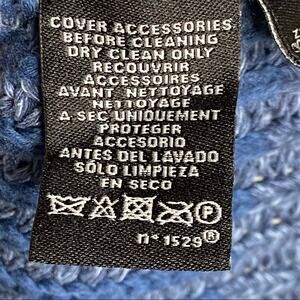 COVER ACCESSORIES
BEFORE CLEANING
DRY CLEAN ONLY
RECOUVRIR
ACCESSOIRES
AVANT NETTOYAGE
NETTOYAGE
A SEC UNIQUEMENT
PROTEGER
ACCESORIO
ANTES DEL LAVADO
SÓLO LIMPIEZA
EN SECO
P
n° 1529®